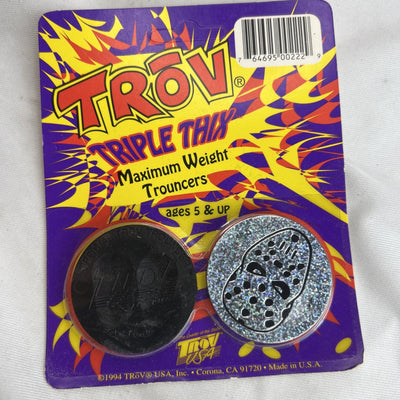 7 64695 00222 9
TRōV®
TRIPLE THIX
Maximum Weight
Trouncers
ages 5 & UP
TRōV
USA
©1994 TRōV® USA, Inc. • Corona, CA 91720 • Made in U.S.A.